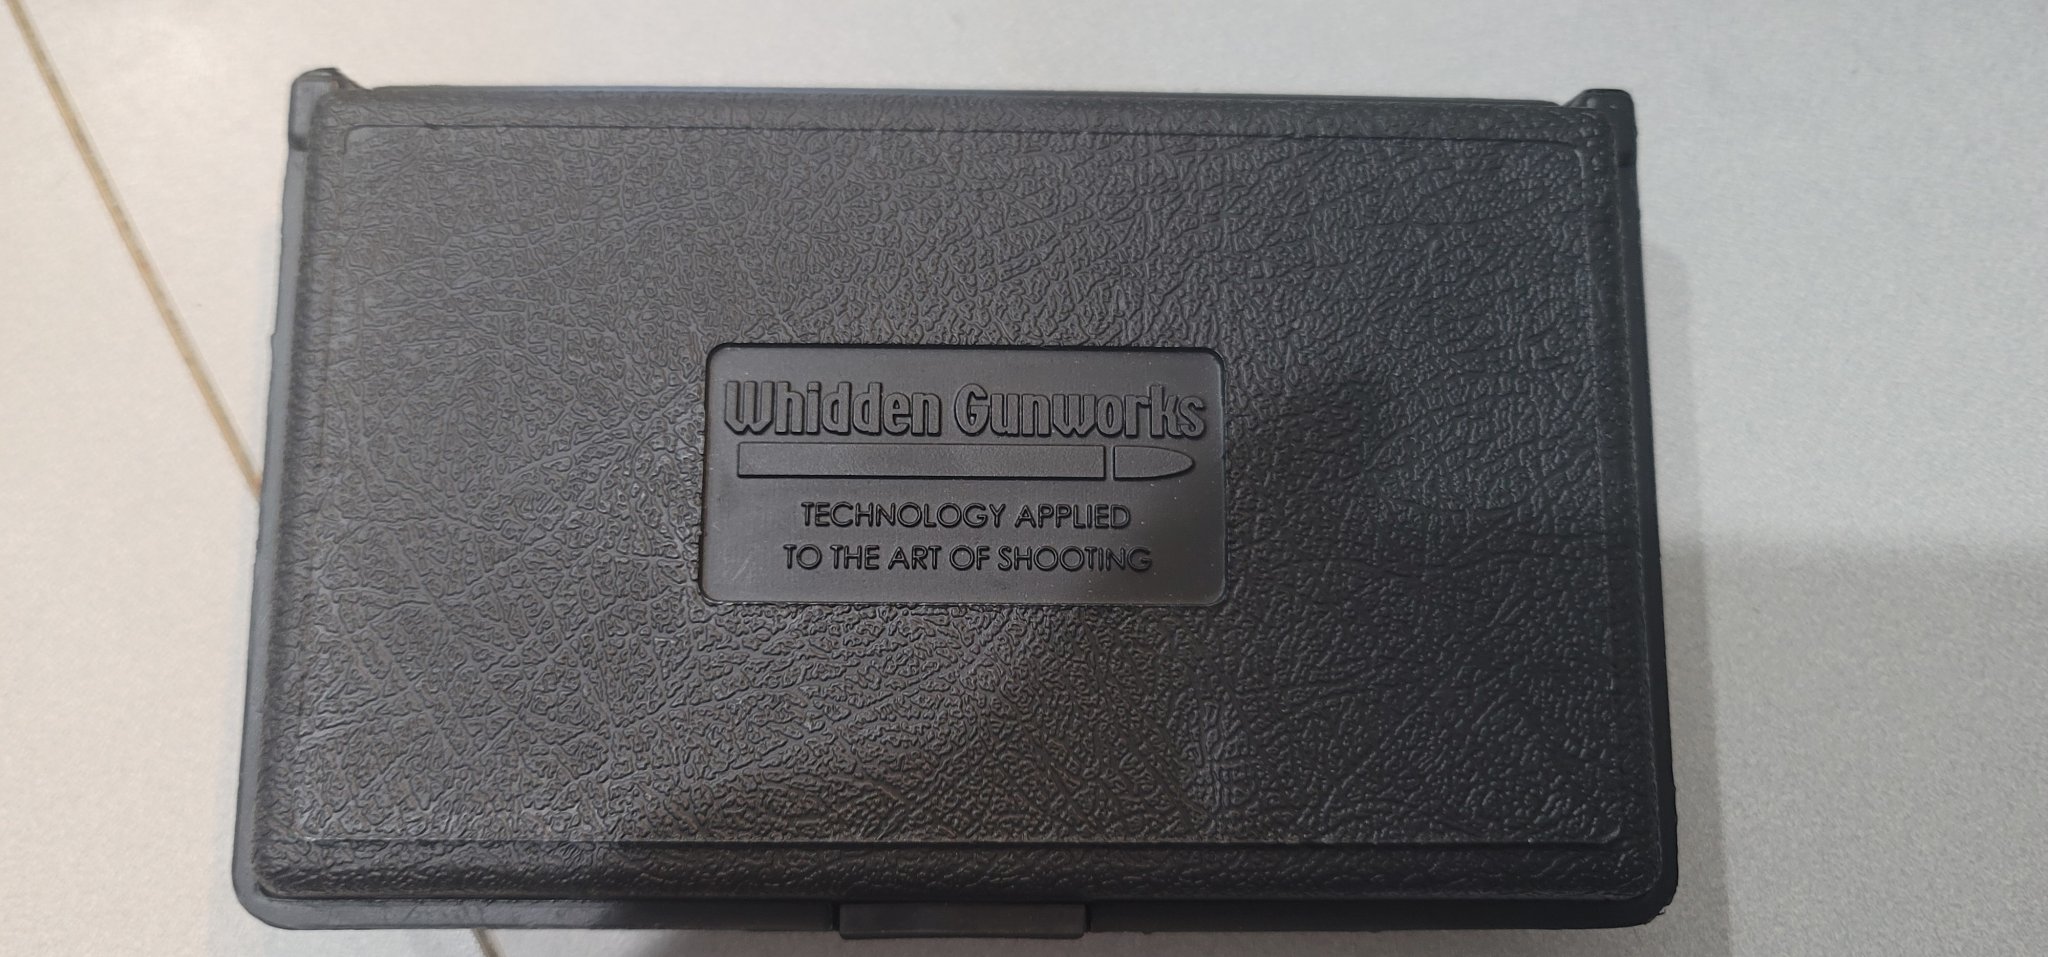 Whidden Gunworks
TECHNOLOGY APPLIED
TO THE ART OF SHOOTING